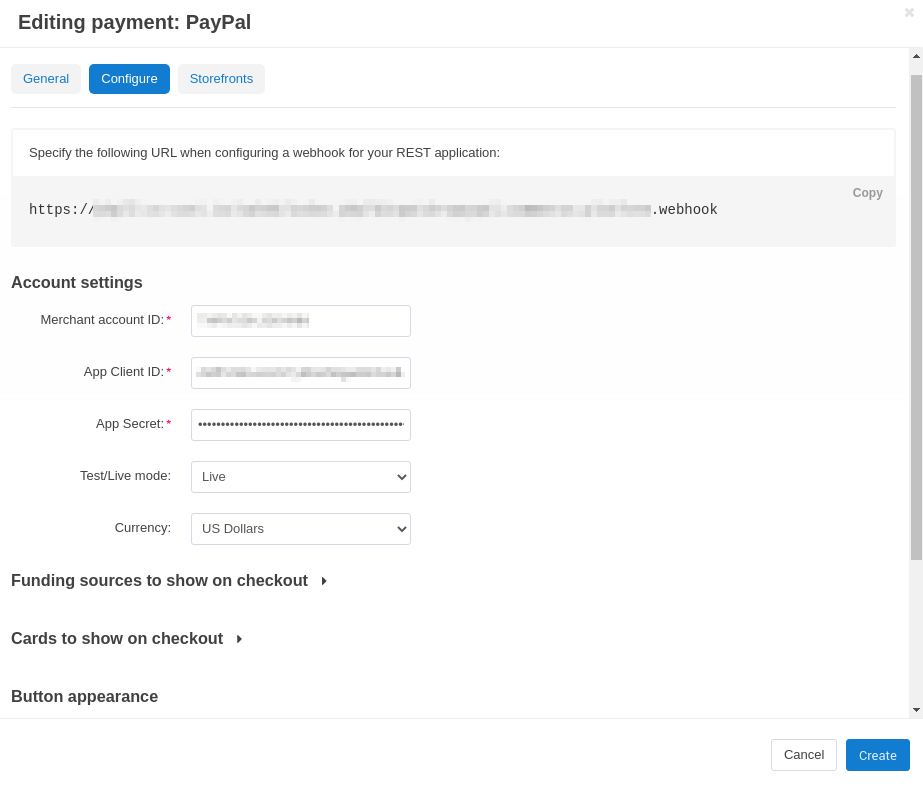 Editing payment: PayPal
General Configure Storefronts
Specify the following URL when configuring a webhook for your REST application:
Copy
https:// .webhook
Account settings
Merchant account ID:*
App Client ID:*
App Secret:* ••••••••••••••••••••••••••••••••••••••••••••••
Test/Live mode: Live
Currency: US Dollars
Funding sources to show on checkout
Cards to show on checkout
Button appearance
Cancel Create